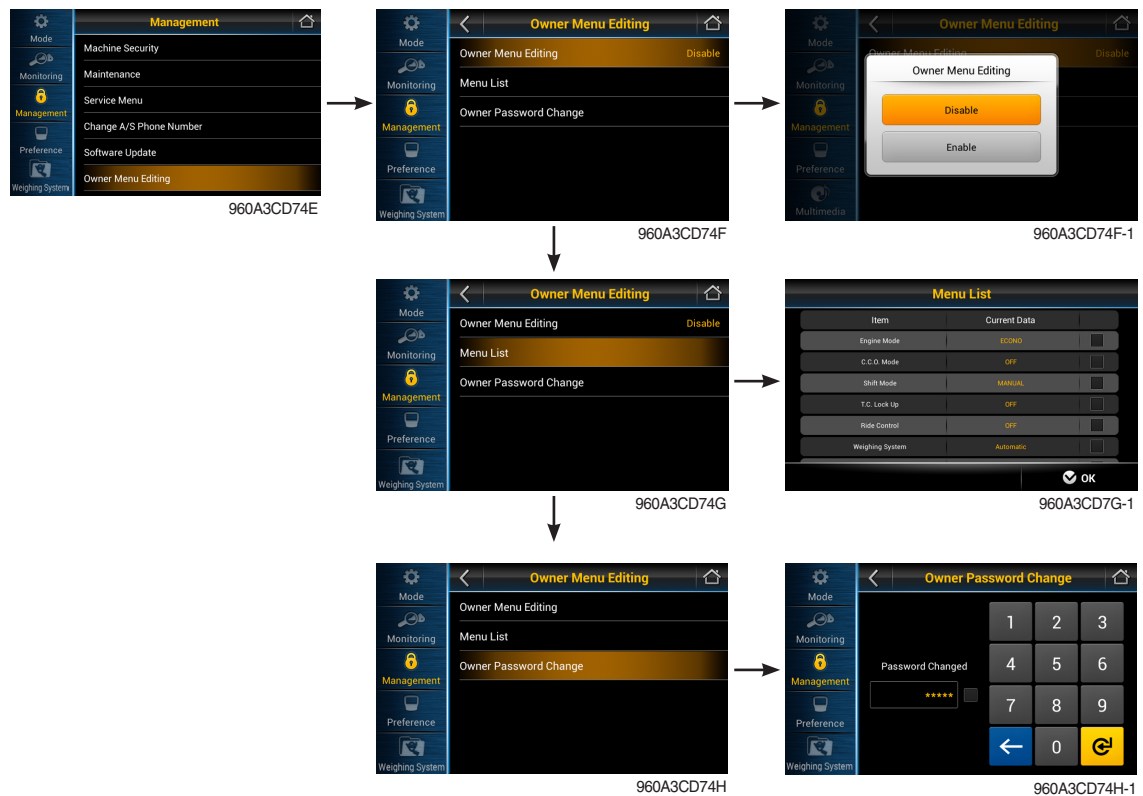 Management
Mode
Monitoring
Management
Preference
Weighing System
Machine Security
Maintenance
Service Menu
Change A/S Phone Number
Software Update
Owner Menu Editing
960A3CD74E
Owner Menu Editing
Mode
Monitoring
Management
Preference
Weighing System
Owner Menu Editing Disable
Menu List
Owner Password Change
960A3CD74F
Owner Menu Editing
Mode
Monitoring
Management
Preference
Multimedia
Owner Menu Editing Disable
Owner Menu Editing
Disable
Enable
960A3CD74F-1
Owner Menu Editing
Mode
Monitoring
Management
Preference
Weighing System
Owner Menu Editing Disable
Menu List
Owner Password Change
960A3CD74G
Menu List
Item Current Data
Engine Mode ECONO
C.C.O. Mode OFF
Shift Mode MANUAL
T.C. Lock Up OFF
Ride Control OFF
Weighing System Automatic
OK
960A3CD7G-1
Owner Menu Editing
Mode
Monitoring
Management
Preference
Weighing System
Owner Menu Editing
Menu List
Owner Password Change
960A3CD74H
Owner Password Change
Mode
Monitoring
Management
Preference
Weighing System
Password Changed
*****
1 2 3
4 5 6
7 8 9
0
960A3CD74H-1